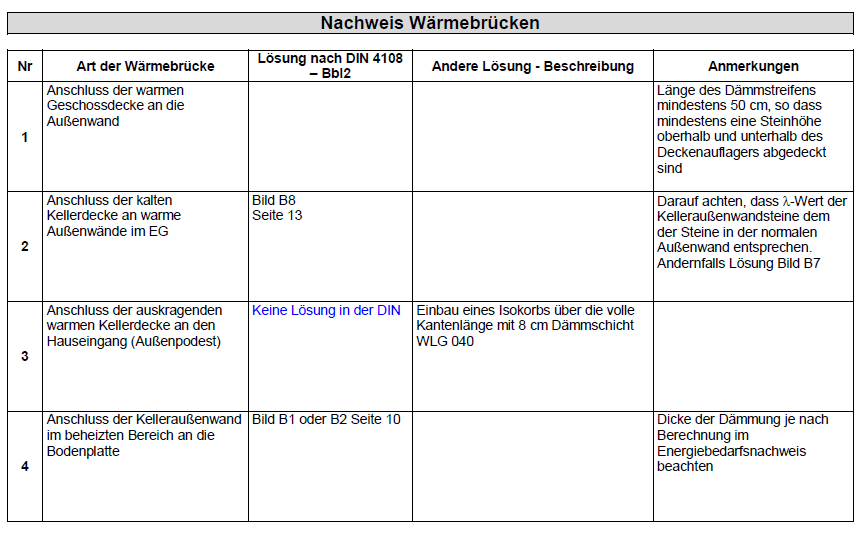 Nachweis Wärmebrücken
Nr
Art der Wärmebrücke
Lösung nach DIN 4108
– Bbl2
Andere Lösung - Beschreibung
Anmerkungen
1
Anschluss der warmen
Geschossdecke an die
Außenwand
Länge des Dämmstreifens
mindestens 50 cm, so dass
mindestens eine Steinhöhe
oberhalb und unterhalb des
Deckenauflagers abgedeckt
sind
2
Anschluss der kalten
Kellerdecke an warme
Außenwände im EG
Bild B8
Seite 13
Darauf achten, dass λ-Wert der
Kelleraußenwandsteine dem
der Steine in der normalen
Außenwand entsprechen.
Andernfalls Lösung Bild B7
3
Anschluss der auskragenden
warmen Kellerdecke an den
Hauseingang (Außenpodest)
Keine Lösung in der DIN
Einbau eines Isokorbs über die volle
Kantenlänge mit 8 cm Dämmschicht
WLG 040
4
Anschluss der Kelleraußenwand
im beheizten Bereich an die
Bodenplatte
Bild B1 oder B2 Seite 10
Dicke der Dämmung je nach
Berechnung im
Energiebedarfsnachweis
beachten